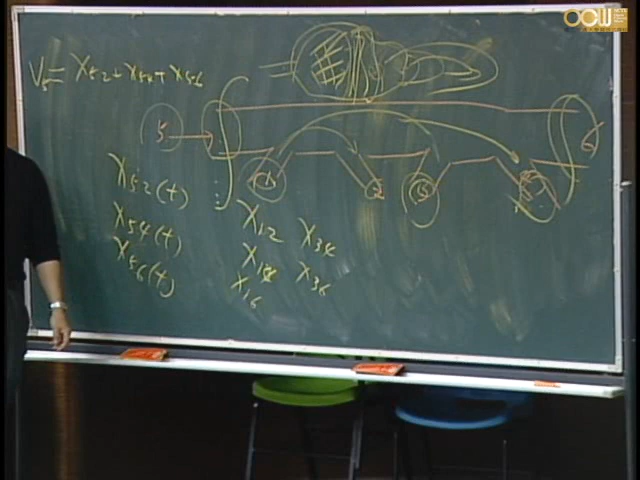 OCW
V₅ = X₅₂ + X₅₄ + X₅₆
5
X₅₂(t)
X₅₄(t)
X₅₆(t)
X₁₂
X₁₄
X₁₆
X₃₄
X₃₆